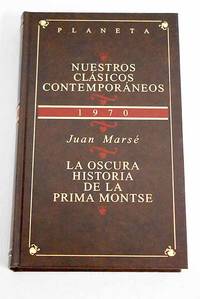 PLANETA
NUESTROS
CLÁSICOS
CONTEMPORÁNEOS
1970
Juan Marsé
LA OSCURA
HISTORIA
DE LA
PRIMA MONTSE